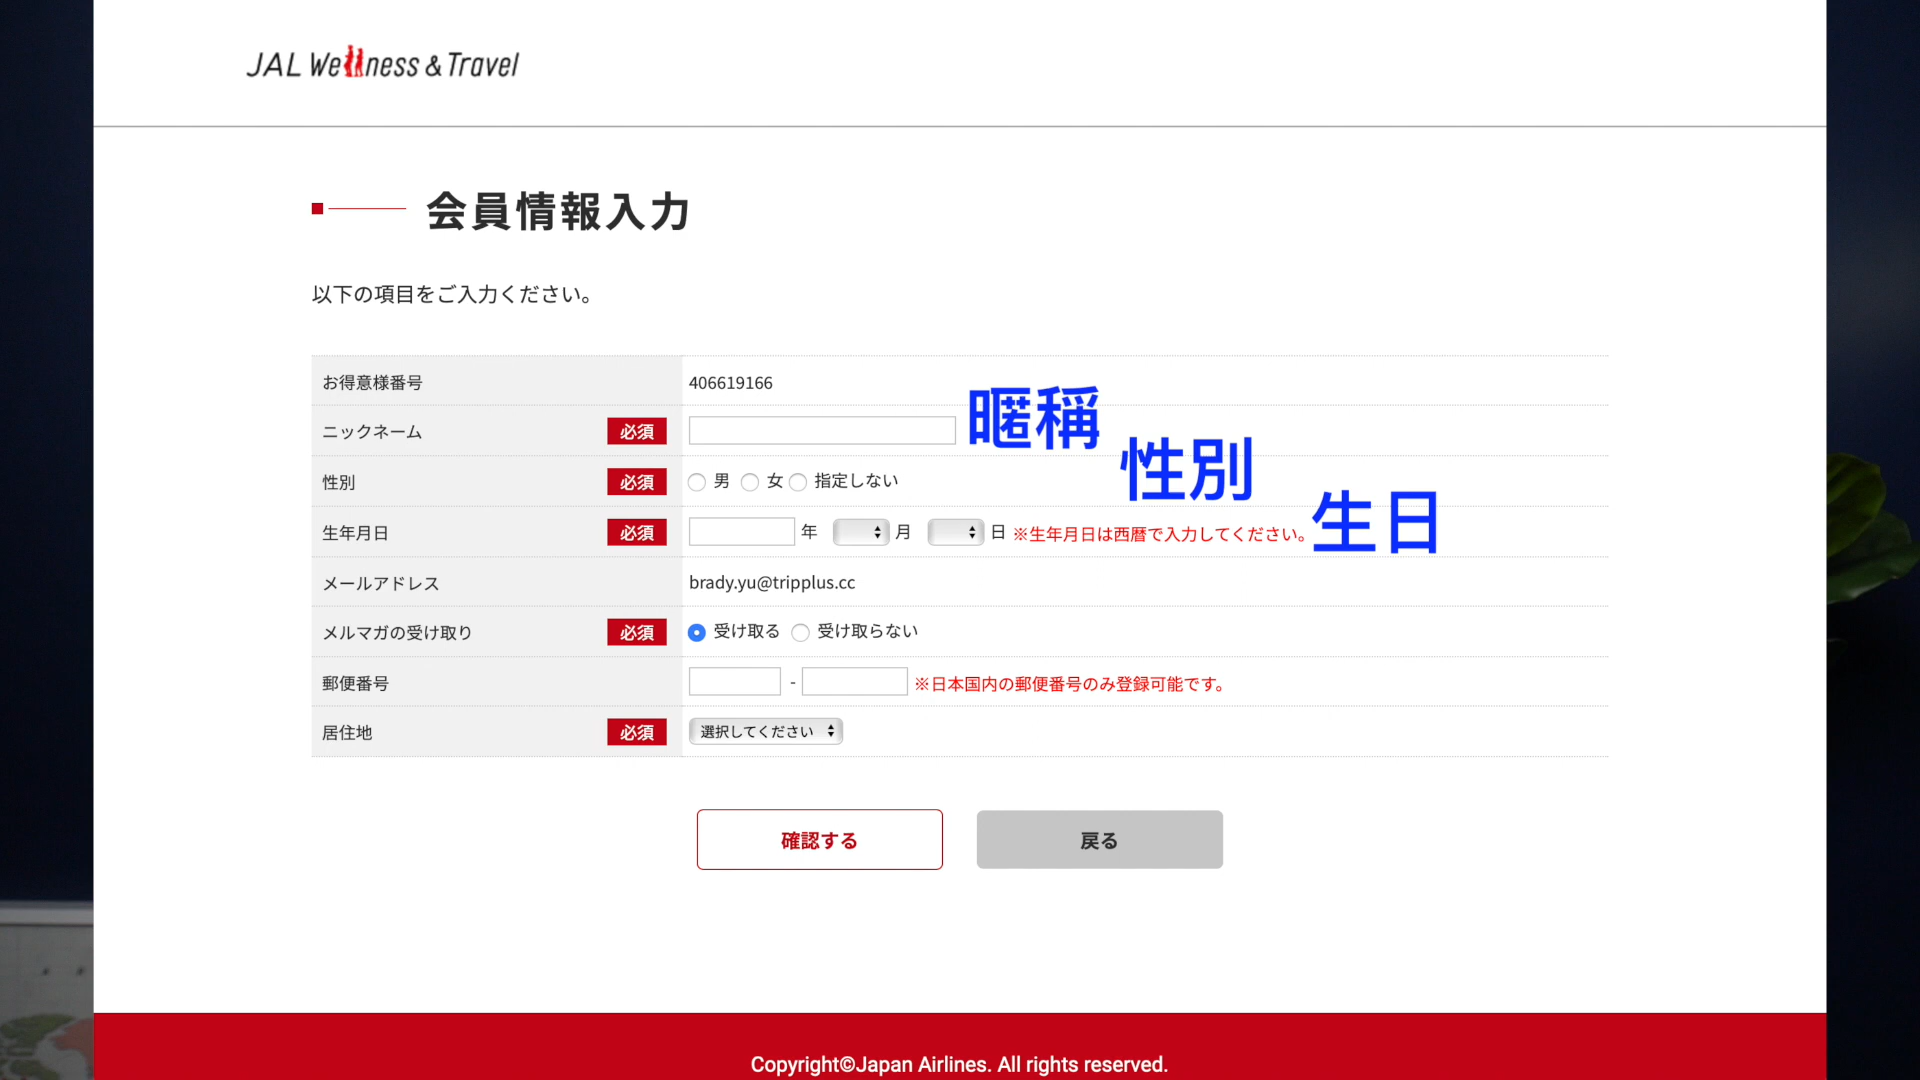 JAL Wellness & Travel
会員情報入力
以下の項目をご入力ください。
お得意様番号 406619166
ニックネーム 必須 暱稱
性別 必須 男 女 指定しない 性別
生年月日 必須 年 月 日 ※生年月日は西暦で入力してください。 生日
メールアドレス brady.yu@tripplus.cc
メルマガの受け取り 必須 受け取る 受け取らない
郵便番号 - ※日本国内の郵便番号のみ登録可能です。
居住地 必須 選択してください
確認する 戻る
Copyright©Japan Airlines. All rights reserved.